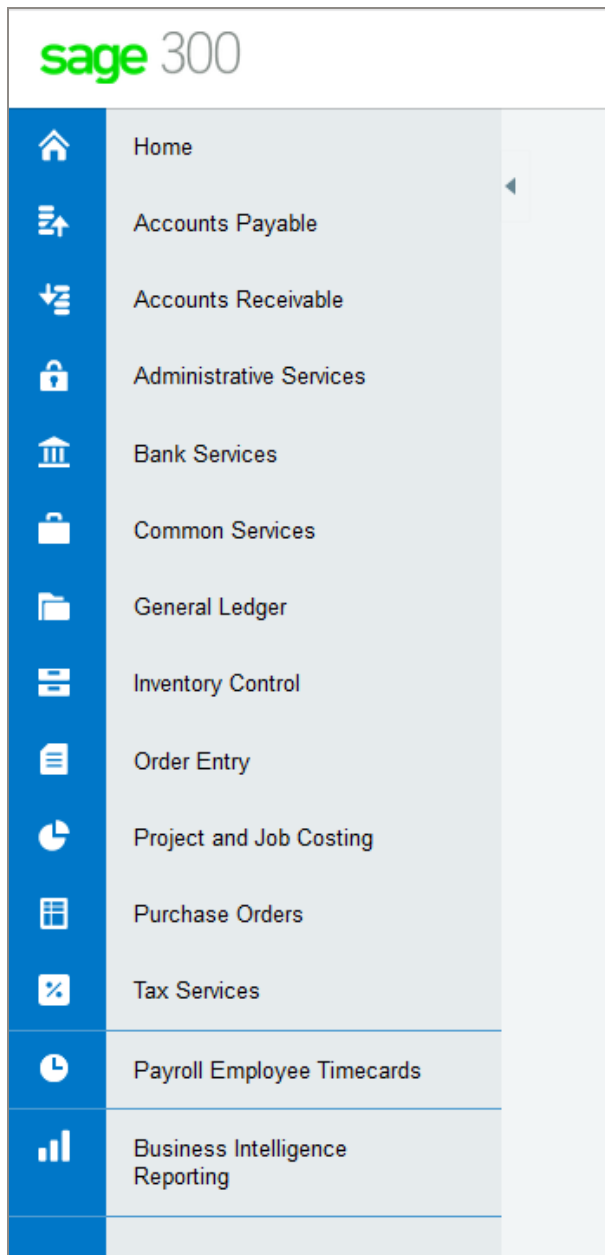 sage 300
Home
Accounts Payable
Accounts Receivable
Administrative Services
Bank Services
Common Services
General Ledger
Inventory Control
Order Entry
Project and Job Costing
Purchase Orders
Tax Services
Payroll Employee Timecards
Business Intelligence
Reporting